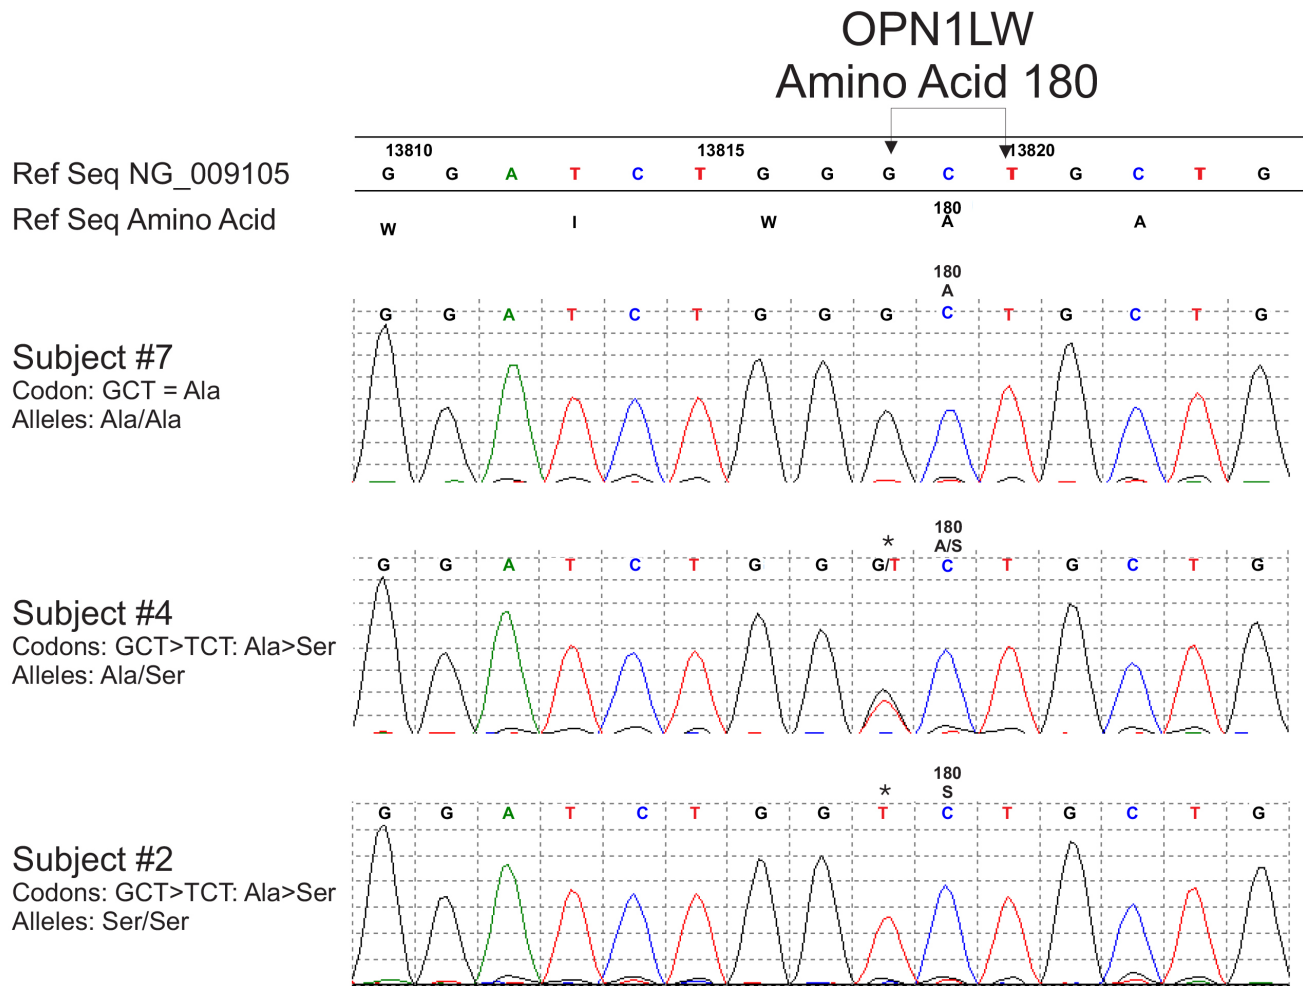 OPN1LW
Amino Acid 180
13810 13815 13820
Ref Seq NG_009105 G G A T C T G G G C T G C T G
Ref Seq Amino Acid W I W 180 A A
180
A
G G A T C T G G G C T G C T G
Subject #7
Codon: GCT = Ala
Alleles: Ala/Ala
* 180
A/S
G G A T C T G G G/T C T G C T G
Subject #4
Codons: GCT>TCT: Ala>Ser
Alleles: Ala/Ser
* 180
S
G G A T C T G G T C T G C T G
Subject #2
Codons: GCT>TCT: Ala>Ser
Alleles: Ser/Ser